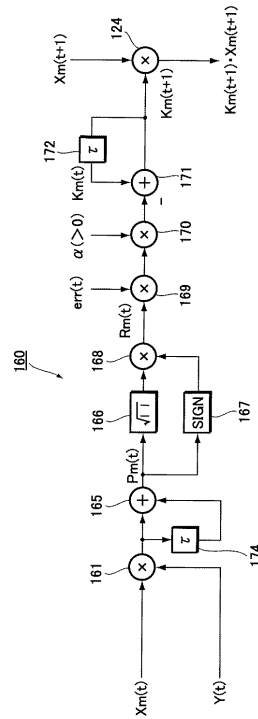 160
Xm(t)
Y(t)
161
×
τ
174
165
+
Pm(t)
√| |
166
SIGN
167
168
×
Rm(t)
err(t)
169
×
α(>0)
170
×
−
171
+
Km(t)
172
τ
Km(t+1)
Xm(t+1)
124
×
Km(t+1)·Xm(t+1)